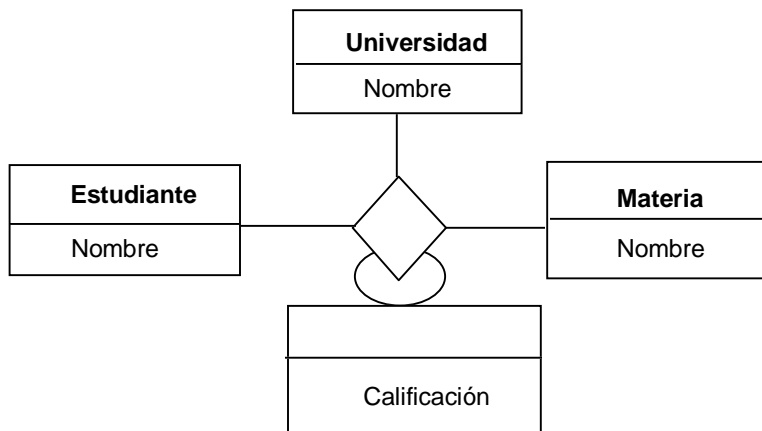 Universidad
Nombre
Estudiante
Nombre
Materia
Nombre
Calificación